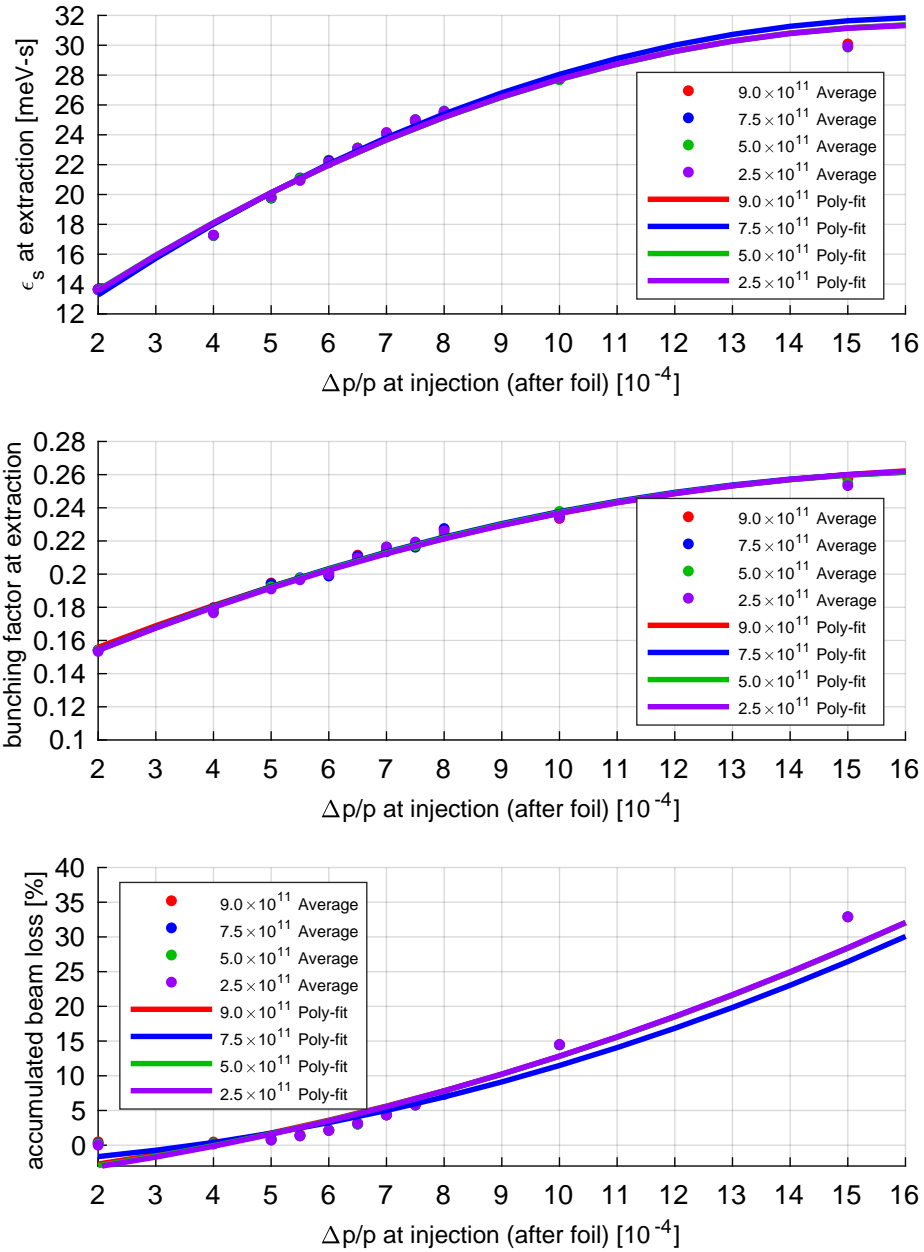 32
30
28
26
24
22
20
18
16
14
12
ϵ_s at extraction [meV-s]
9.0×10^11 Average
7.5×10^11 Average
5.0×10^11 Average
2.5×10^11 Average
9.0×10^11 Poly-fit
7.5×10^11 Poly-fit
5.0×10^11 Poly-fit
2.5×10^11 Poly-fit
2 3 4 5 6 7 8 9 10 11 12 13 14 15 16
Δp/p at injection (after foil) [10^-4]
0.28
0.26
0.24
0.22
0.2
0.18
0.16
0.14
0.12
0.1
bunching factor at extraction
9.0×10^11 Average
7.5×10^11 Average
5.0×10^11 Average
2.5×10^11 Average
9.0×10^11 Poly-fit
7.5×10^11 Poly-fit
5.0×10^11 Poly-fit
2.5×10^11 Poly-fit
2 3 4 5 6 7 8 9 10 11 12 13 14 15 16
Δp/p at injection (after foil) [10^-4]
40
35
30
25
20
15
10
5
0
accumulated beam loss [%]
9.0×10^11 Average
7.5×10^11 Average
5.0×10^11 Average
2.5×10^11 Average
9.0×10^11 Poly-fit
7.5×10^11 Poly-fit
5.0×10^11 Poly-fit
2.5×10^11 Poly-fit
2 3 4 5 6 7 8 9 10 11 12 13 14 15 16
Δp/p at injection (after foil) [10^-4]